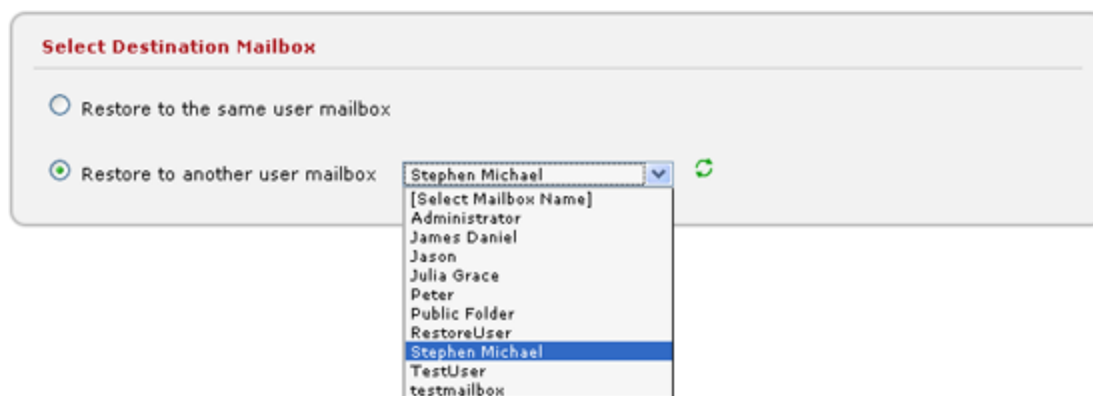 Select Destination Mailbox
Restore to the same user mailbox
Restore to another user mailbox Stephen Michael
[Select Mailbox Name]
Administrator
James Daniel
Jason
Julia Grace
Peter
Public Folder
RestoreUser
Stephen Michael
TestUser
testmailbox